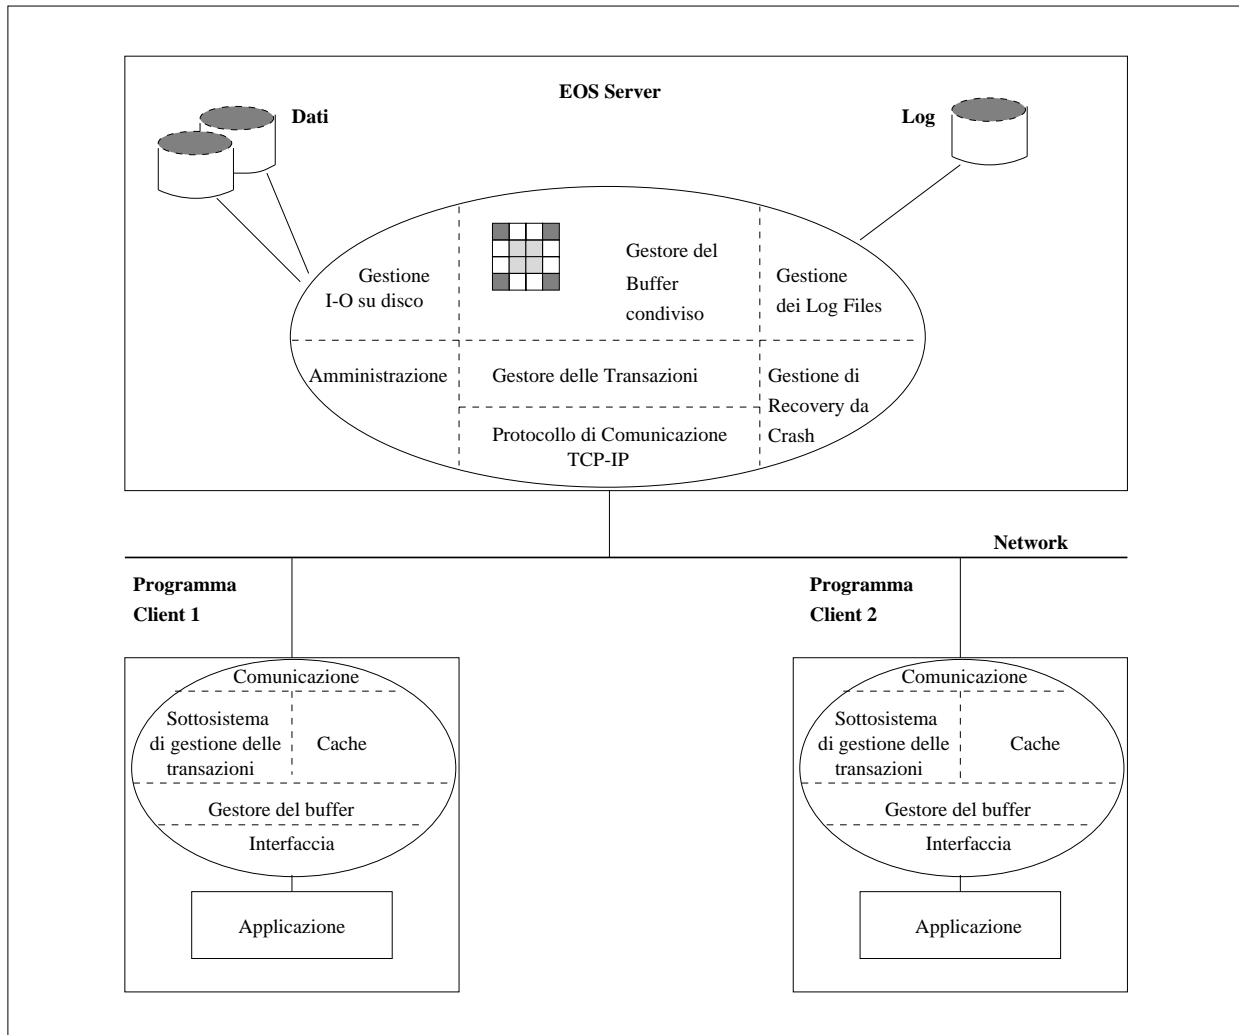 EOS Server
Dati
Log
Gestione
I-O su disco
Gestore del
Buffer
condiviso
Gestione
dei Log Files
Amministrazione
Gestore delle Transazioni
Gestione di
Recovery da
Crash
Protocollo di Comunicazione
TCP-IP
Network
Programma
Client 1
Programma
Client 2
Comunicazione
Sottosistema
di gestione delle
transazioni
Cache
Gestore del buffer
Interfaccia
Applicazione
Comunicazione
Sottosistema
di gestione delle
transazioni
Cache
Gestore del buffer
Interfaccia
Applicazione